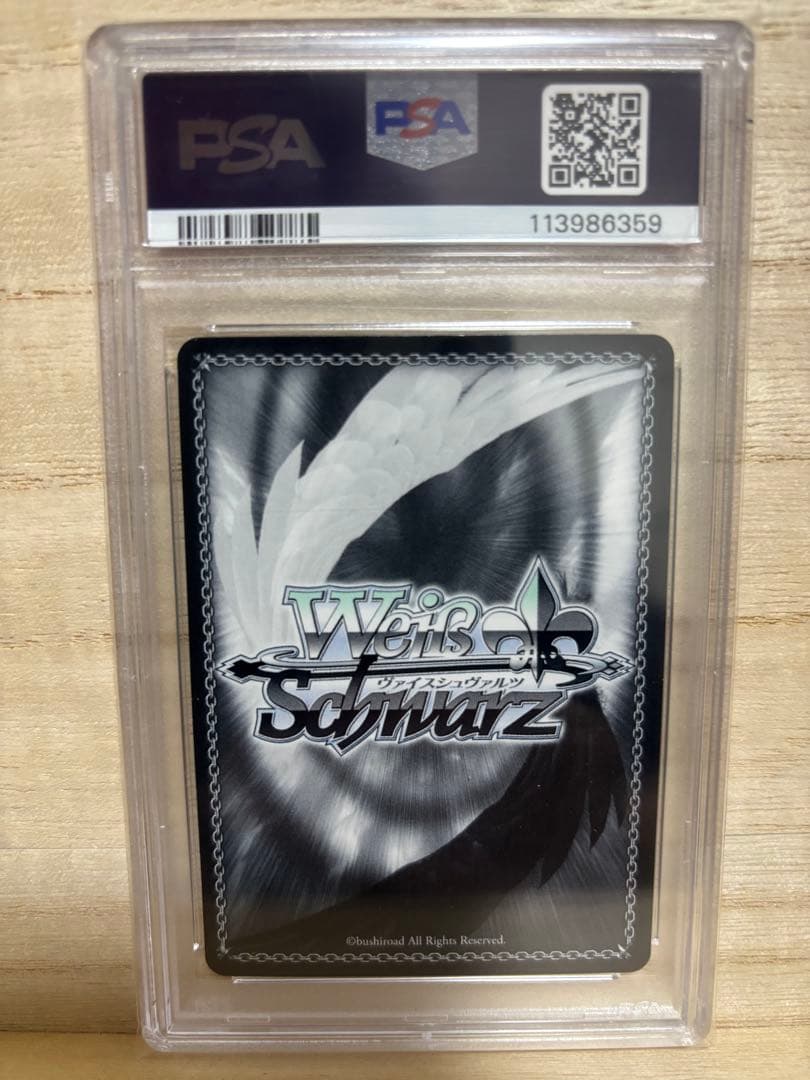 PSA
PSA
113986359
Weiß
ヴァイスシュヴァルツ
Schwarz
©bushiroad All Rights Reserved.